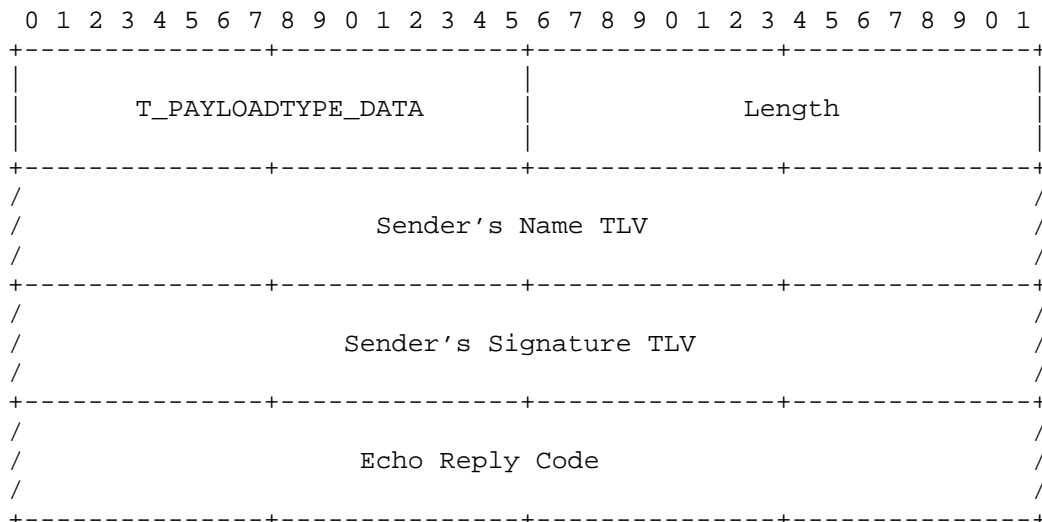 0 1 2 3 4 5 6 7 8 9 0 1 2 3 4 5 6 7 8 9 0 1 2 3 4 5 6 7 8 9 0 1
+---------------+---------------+---------------+---------------+
| | |
| T_PAYLOADTYPE_DATA | Length |
| | |
+---------------+---------------+---------------+---------------+
/ /
/ Sender's Name TLV /
/ /
+---------------+---------------+---------------+---------------+
/ /
/ Sender's Signature TLV /
/ /
+---------------+---------------+---------------+---------------+
/ /
/ Echo Reply Code /
/ /
+---------------+---------------+---------------+---------------+